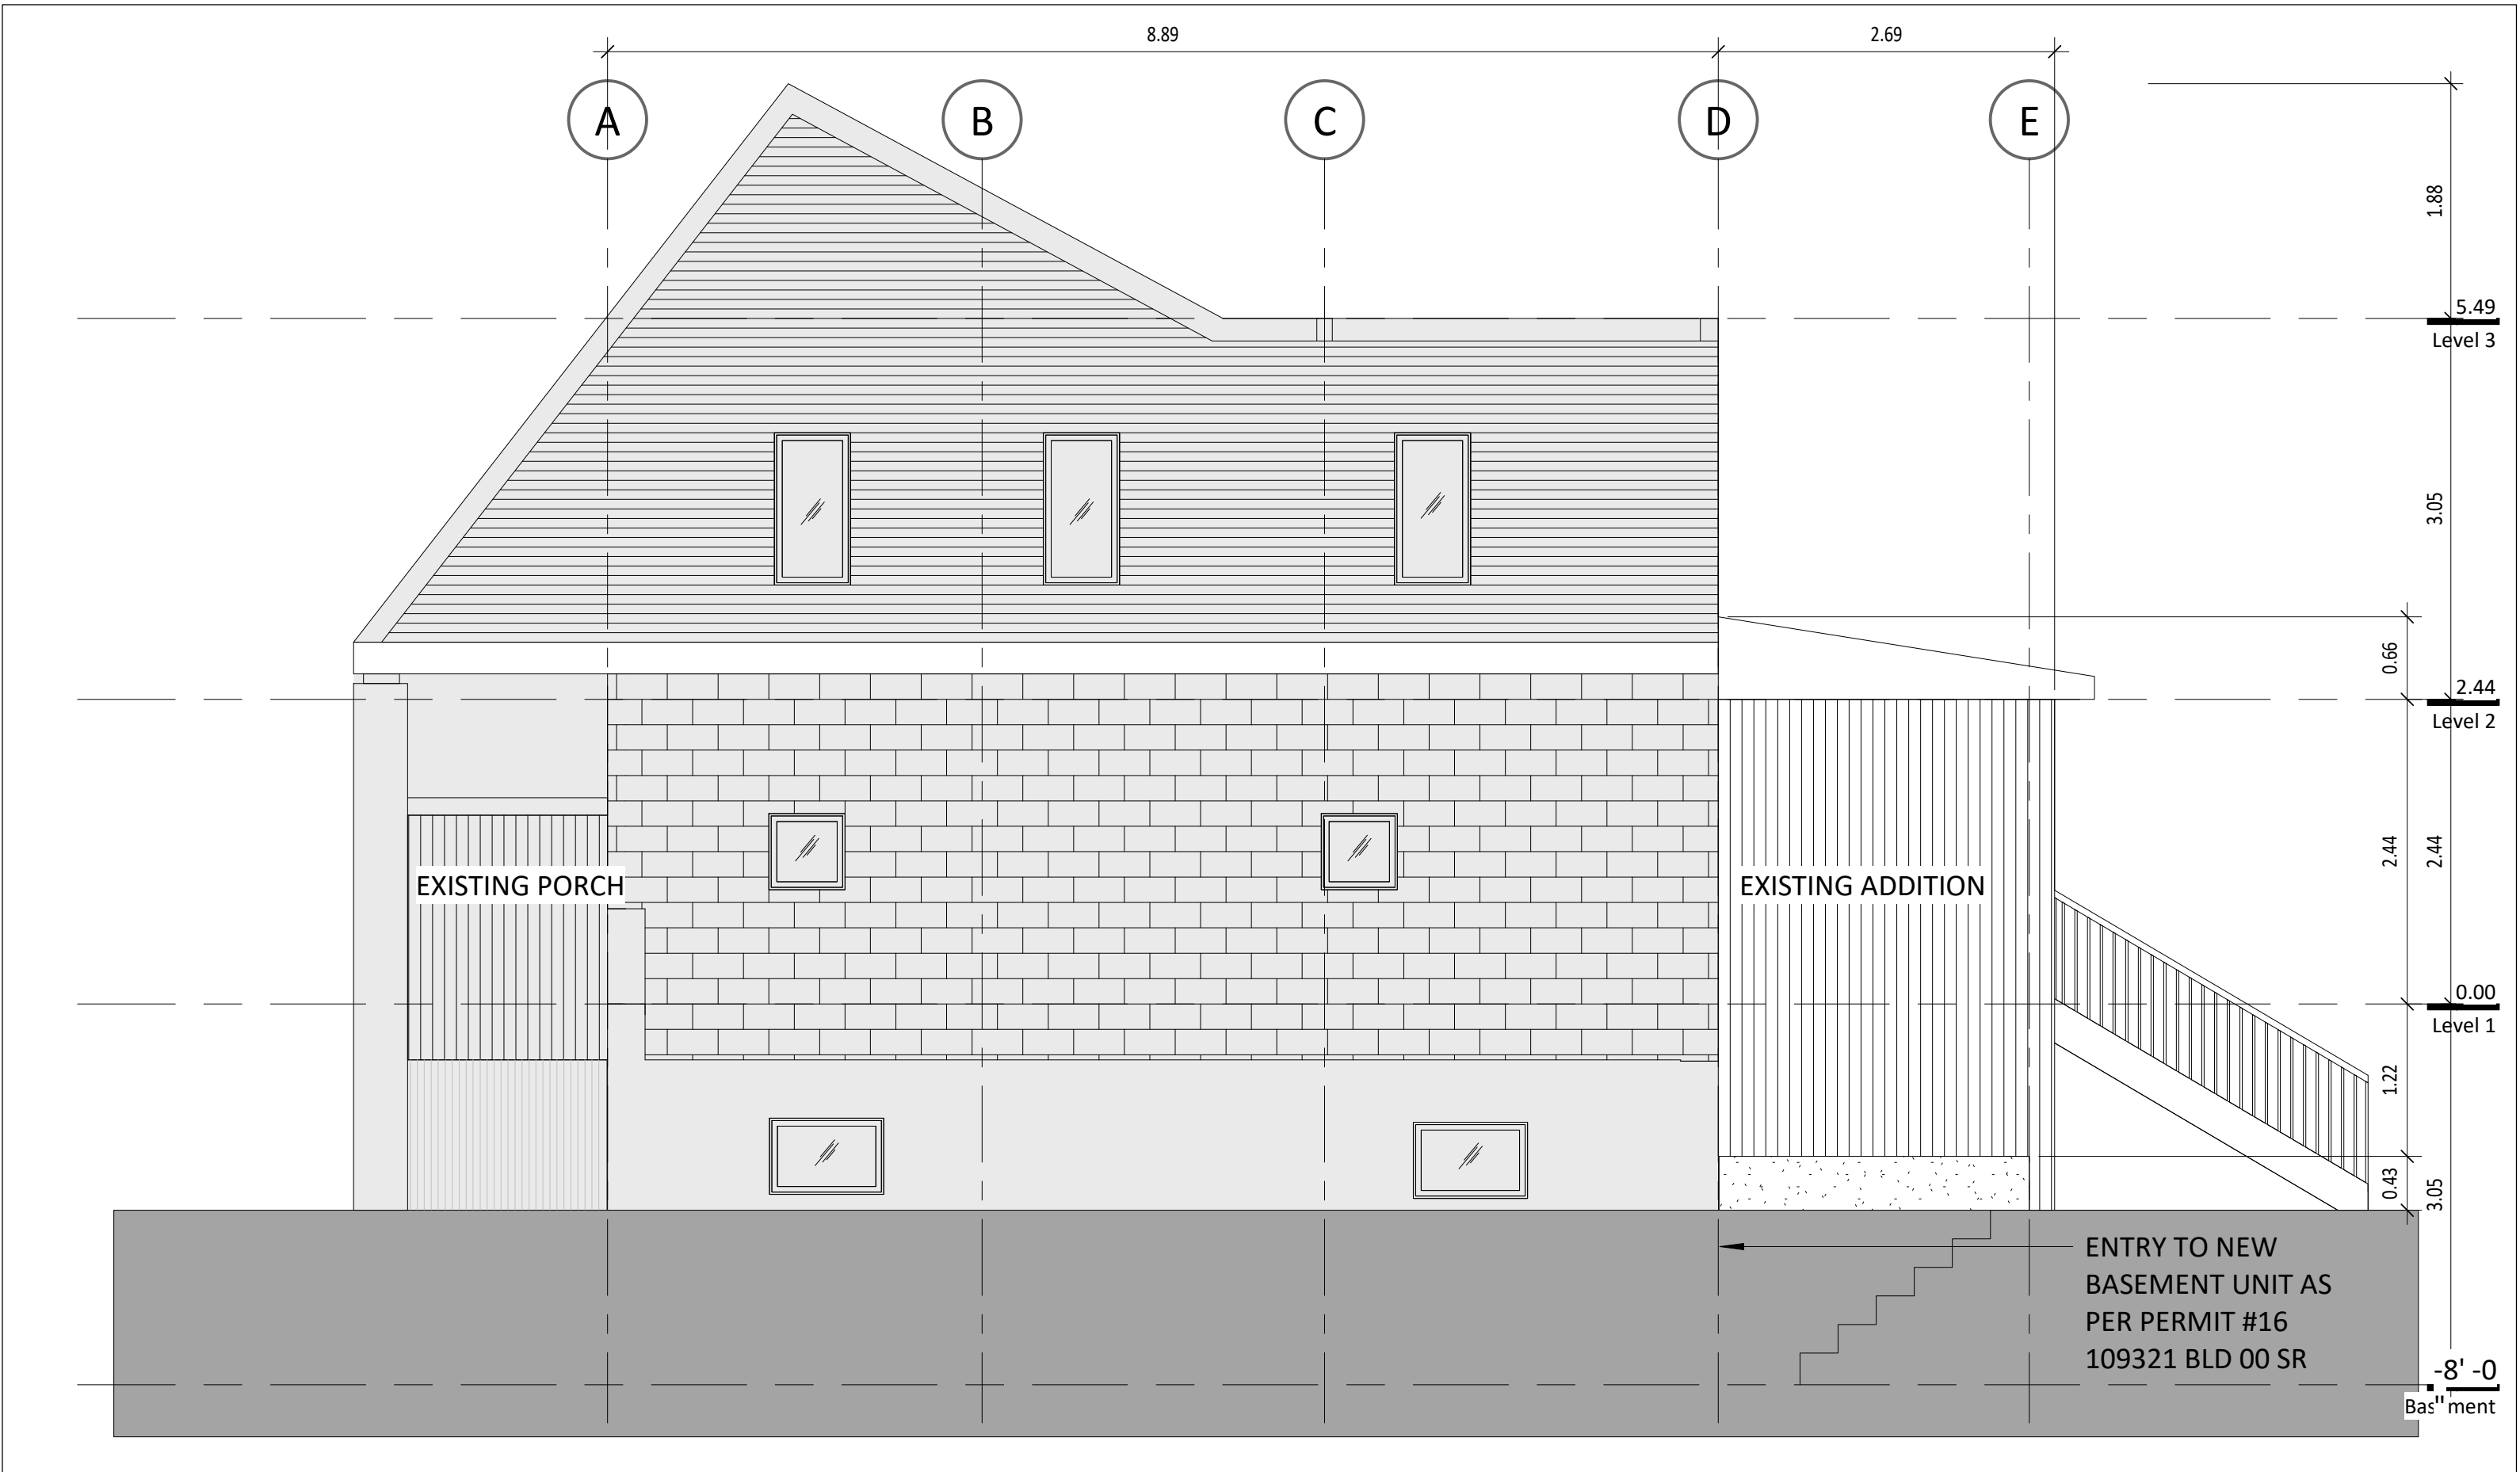 8.89
2.69
A
B
C
D
E
1.88
5.49
Level 3
3.05
0.66
2.44
Level 2
EXISTING PORCH
EXISTING ADDITION
2.44
2.44
0.00
Level 1
1.22
0.43
3.05
ENTRY TO NEW
BASEMENT UNIT AS
PER PERMIT #16
109321 BLD 00 SR
-8' -0
"
Bas ment